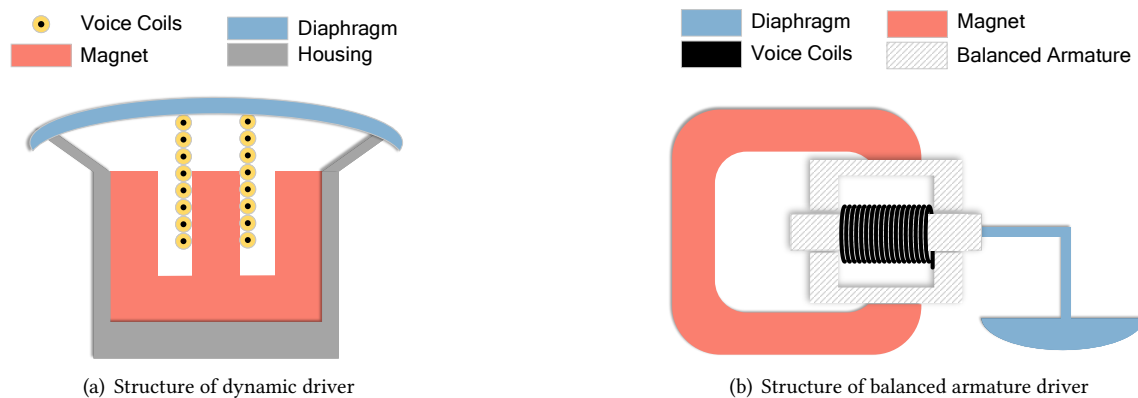 Voice Coils
Diaphragm
Magnet
Housing
(a) Structure of dynamic driver
Diaphragm
Magnet
Voice Coils
Balanced Armature
(b) Structure of balanced armature driver